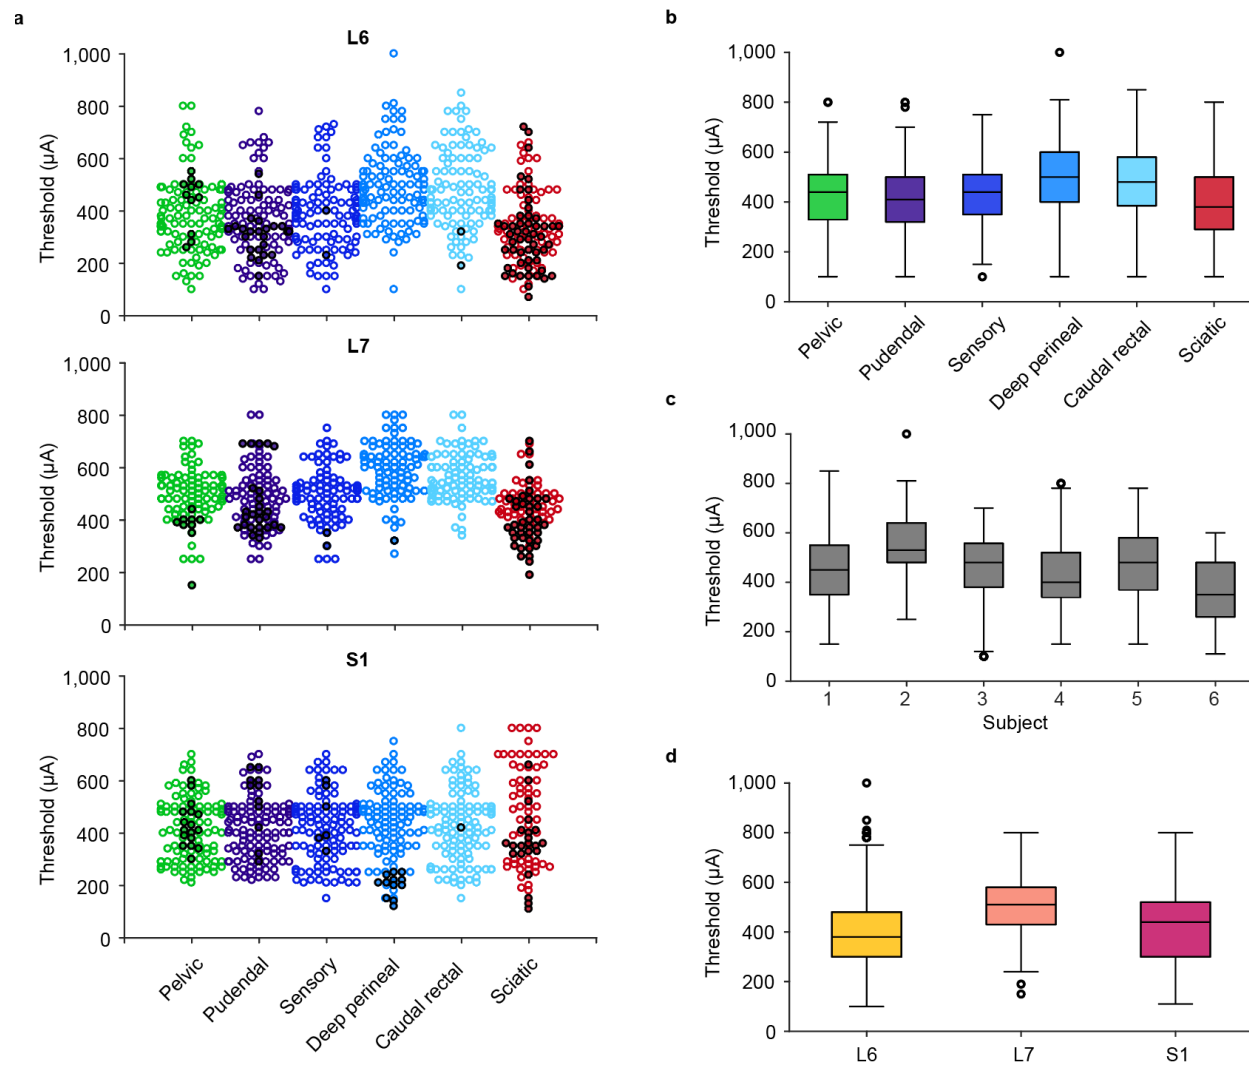 a
L6
1,000
800
600
400
200
0
Threshold (µA)
L7
1,000
800
600
400
200
0
Threshold (µA)
S1
1,000
800
600
400
200
0
Threshold (µA)
Pelvic
Pudendal
Sensory
Deep perineal
Caudal rectal
Sciatic
b
1,000
800
600
400
200
0
Threshold (µA)
Pelvic
Pudendal
Sensory
Deep perineal
Caudal rectal
Sciatic
c
1,000
800
600
400
200
0
Threshold (µA)
1 2 3 4 5 6
Subject
d
1,000
800
600
400
200
0
Threshold (µA)
L6 L7 S1